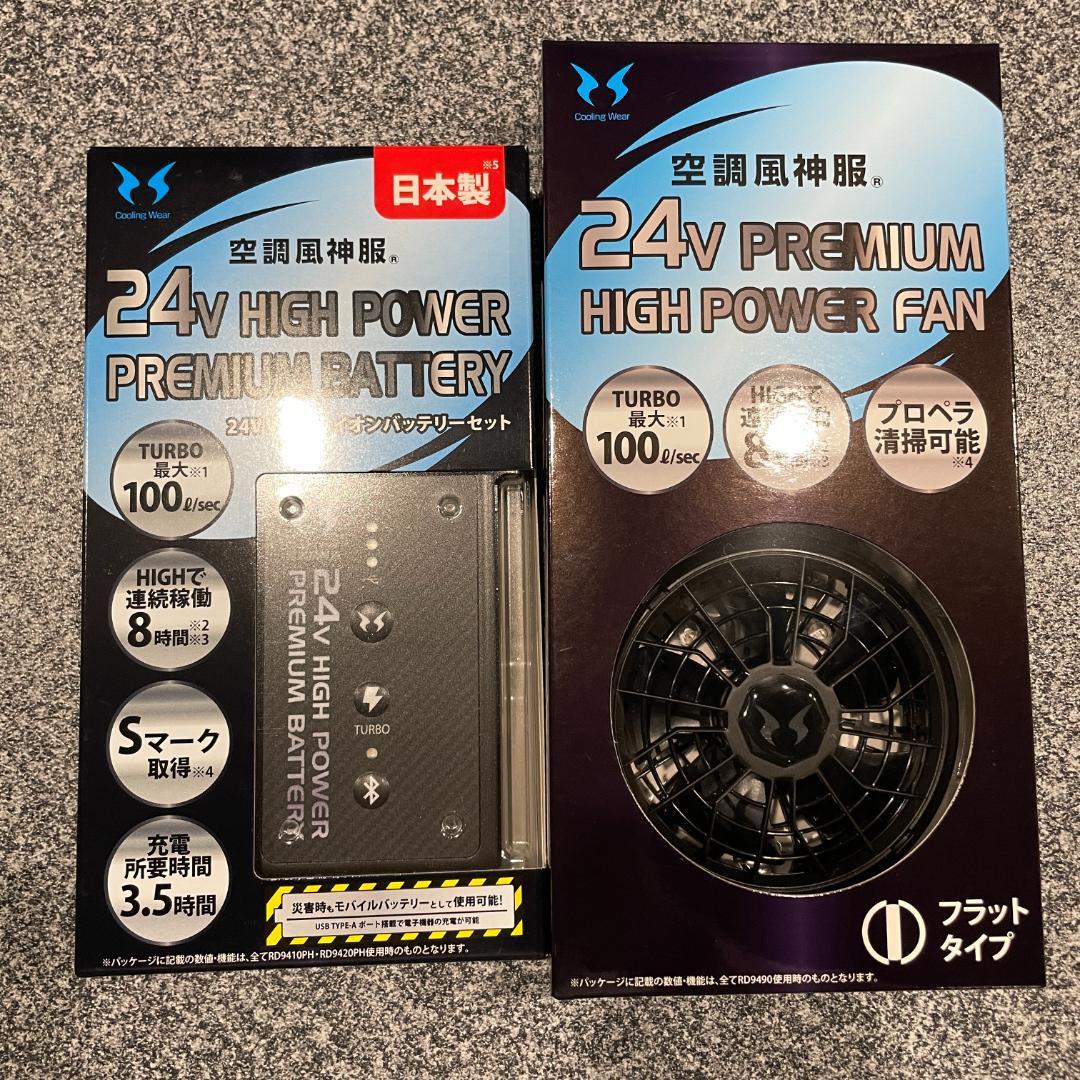 Cooling Wear
日本製※5
空調風神服®
24V HIGH POWER
PREMIUM BATTERY
イオンバッテリーセット
TURBO
最大※1
100ℓ/sec
HIGHで
連続稼働
8時間※2
※3
Sマーク
取得※4
充電
所要時間
3.5時間
24V HIGH POWER
PREMIUM BATTERY
TURBO
災害時もモバイルバッテリーとして使用可能!
USB TYPE-A ポート搭載で電子機器の充電が可能
※パッケージに記載の数値・機能は、全てRD9410PH・RD9420PH使用時のものとなります。
Cooling Wear
空調風神服®
24V PREMIUM
HIGH POWER FAN
TURBO
最大※1
100ℓ/sec
HIGHで
プロペラ
清掃可能
※4
フラット
タイプ
※パッケージに記載の数値・機能は、全てRD9490使用時のものとなります。